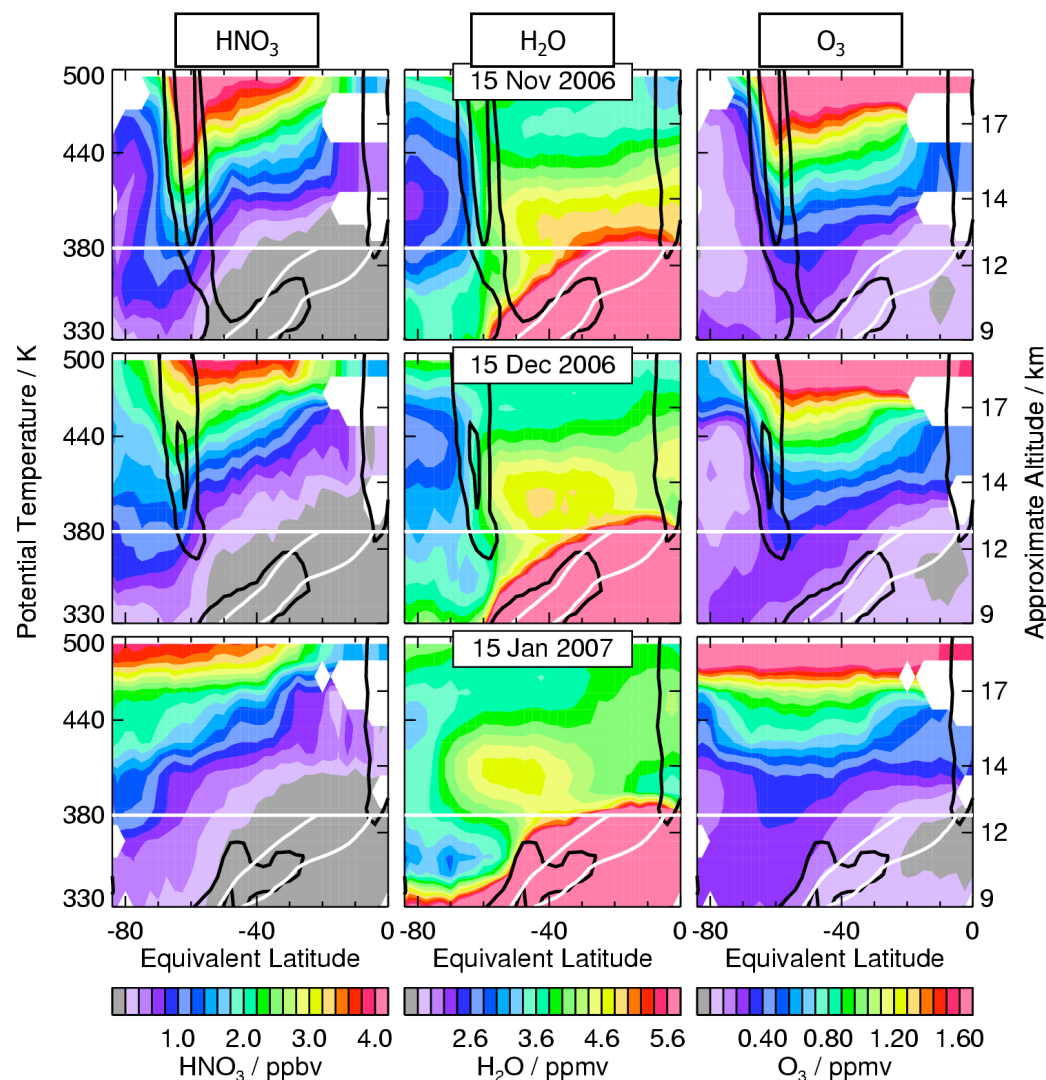 HNO3 H2O O3
15 Nov 2006
500
440
380
330
17
14
12
9
15 Dec 2006
500
440
380
330
17
14
12
9
15 Jan 2007
500
440
380
330
17
14
12
9
Potential Temperature / K
Approximate Altitude / km
-80 -40 -80 -40 0 -80 -40 0
Equivalent Latitude Equivalent Latitude Equivalent Latitude
1.0 2.0 3.0 4.0 2.6 3.6 4.6 5.6 0.40 0.80 1.20 1.60
HNO3 / ppbv H2O / ppmv O3 / ppmv